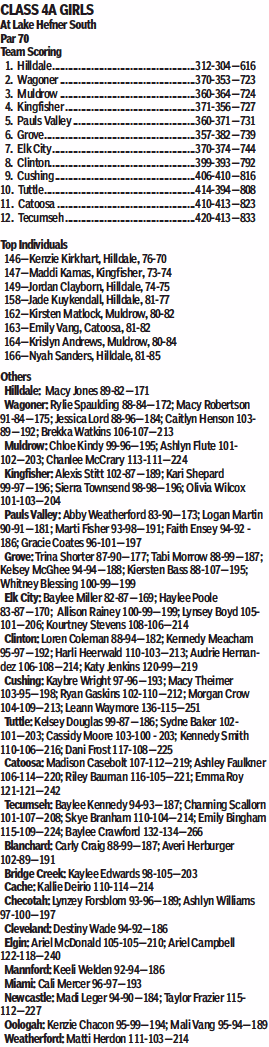 CLASS 4A GIRLS
At Lake Hefner South
Par 70
Team Scoring
1. Hilldale....................................................312-304—616
2. Wagoner .................................................370-353—723
3. Muldrow..................................................360-364—724
4. Kingfisher................................................371-356—727
5. Pauls Valley.............................................360-371—731
6. Grove.......................................................357-382—739
7. Elk City.....................................................370-374—744
8. Clinton.....................................................399-393—792
9. Cushing...................................................406-410—816
10. Tuttle......................................................414-394—808
11. Catoosa ..................................................410-413—823
12. Tecumseh................................................420-413—833
Top Individuals
146—Kenzie Kirkhart, Hilldale, 76-70
147—Maddi Kamas, Kingfisher, 73-74
149—Jordan Clayborn, Hilldale, 74-75
158—Jade Kuykendall, Hilldale, 81-77
162—Kirsten Matlock, Muldrow, 80-82
163—Emily Vang, Catoosa, 81-82
164—Krislyn Andrews, Muldrow, 80-84
166—Nyah Sanders, Hilldale, 81-85
Others
Hilldale: Macy Jones 89-82—171
Wagoner: Rylie Spaulding 88-84—172; Macy Robertson
91-84—175; Jessica Lord 88-96—184; Caitlyn Henson 103-
89—192; Brekka Watkins 106-107—213
Muldrow: Chloe Kindy 99-96—195; Ashlyn Flute 101-
102—203; Chanlee McCrary 113-111—224
Kingfisher: Alexis Stitt 102-87—189; Kari Shepard
99-97—196; Sierra Townsend 98-98—196; Olivia Wilcox
101-103—204
Pauls Valley: Abby Weatherford 83-90—173; Logan Martin
90-91—181; Marti Fisher 93-98—191; Faith Ensey 94-92 -
186; Gracie Coates 96-101—197
Grove: Trina Shorter 87-90—177; Tabi Morrow 88-99—187;
Kelsey McGhee 94-94—188; Kiersten Bass 88-107—195;
Whitney Blessing 100-99—199
Elk City: Baylee Miller 82-87—169; Haylee Poole
83-87—170; Allison Rainey 100-99—199; Lynsey Boyd 105-
101—206; Kourtney Stevens 108-106—214
Clinton: Loren Coleman 88-94—182; Kennedy Meacham
95-97—192; Harli Heerwald 110-103—213; Audrie Hernan-
dez 106-108—214; Katy Jenkins 120-99—219
Cushing: Kaybre Wright 97-96—193; Macy Theimer
103-95—198; Ryan Gaskins 102-110—212; Morgan Crow
104-109—213; Leann Waymore 136-115—251
Tuttle: Kelsey Douglas 99-87—186; Sydne Baker 102-
101—203; Cassidy Moore 103-100 - 203; Kennedy Smith
110-106—216; Dani Frost 117-108—225
Catoosa: Madison Casebolt 107-112—219; Ashley Faulkner
106-114—220; Riley Bauman 116-105—221; Emma Roy
121-121—242
Tecumseh: Baylee Kennedy 94-93—187; Channing Scallorn
101-107—208; Skye Branham 110-104—214; Emily Bingham
115-109—224; Baylee Crawford 132-134—266
Blanchard: Carly Craig 88-99—187; Averi Herburger
102-89—191
Bridge Creek: Kaylee Edwards 98-105—203
Cache: Kallie Deirio 110-114—214
Checotah: Lynzey Forsblom 93-96—189; Ashlyn Williams
97-100—197
Cleveland: Destiny Wade 94-92—186
Elgin: Ariel McDonald 105-105—210; Ariel Campbell
122-118—240
Mannford: Keeli Welden 92-94—186
Miami: Cali Mercer 96-97—193
Newcastle: Madi Leger 94-90—184; Taylor Frazier 115-
112—227
Oologah: Kenzie Chacon 95-99—194; Mali Vang 95-94—189
Weatherford: Matti Herdon 111-103—214